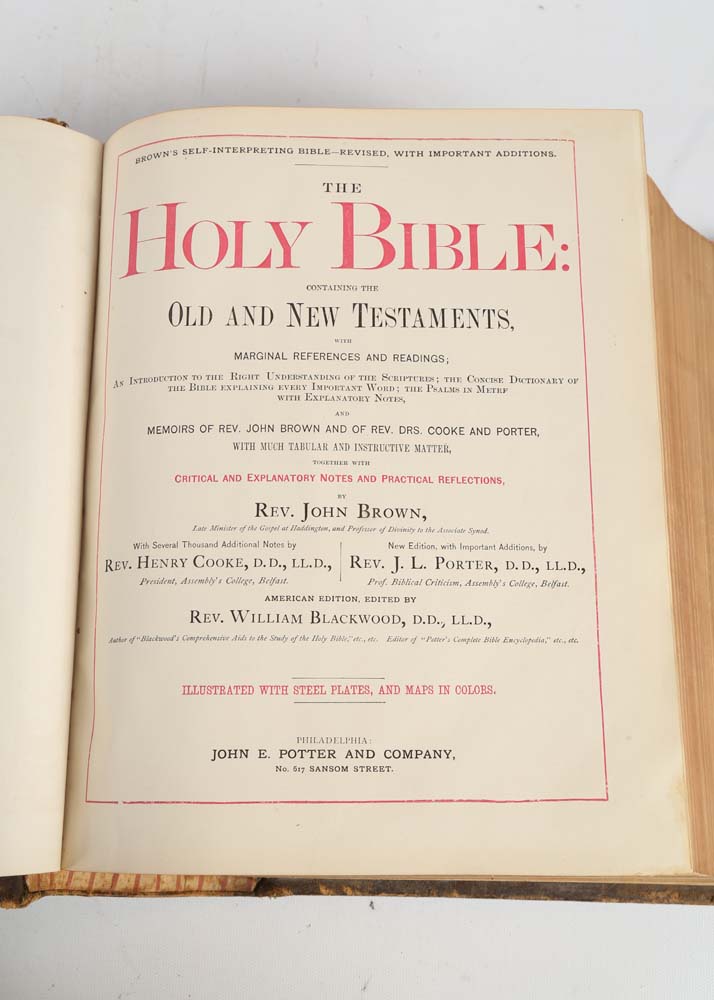 BROWN'S SELF-INTERPRETING BIBLE—REVISED, WITH IMPORTANT ADDITIONS.
THE
HOLY BIBLE:
CONTAINING THE
OLD AND NEW TESTAMENTS,
WITH
MARGINAL REFERENCES AND READINGS;
AN INTRODUCTION TO THE RIGHT UNDERSTANDING OF THE SCRIPTURES; THE CONCISE DICTIONARY OF
THE BIBLE EXPLAINING EVERY IMPORTANT WORD; THE PSALMS IN METRE
WITH EXPLANATORY NOTES,
AND
MEMOIRS OF REV. JOHN BROWN AND OF REV. DRS. COOKE AND PORTER,
WITH MUCH TABULAR AND INSTRUCTIVE MATTER,
TOGETHER WITH
CRITICAL AND EXPLANATORY NOTES AND PRACTICAL REFLECTIONS,
BY
REV. JOHN BROWN,
Late Minister of the Gospel at Haddington, and Professor of Divinity to the Associate Synod.
With Several Thousand Additional Notes by
REV. HENRY COOKE, D.D., LL.D.,
President, Assembly's College, Belfast.
New Edition, with Important Additions, by
REV. J. L. PORTER, D.D., LL.D.,
Prof. Biblical Criticism, Assembly's College, Belfast.
AMERICAN EDITION, EDITED BY
REV. WILLIAM BLACKWOOD, D.D., LL.D.,
Author of "Blackwood's Comprehensive Aids to the Study of the Holy Bible," etc., etc. Editor of "Potter's Complete Bible Encyclopedia," etc., etc.
ILLUSTRATED WITH STEEL PLATES, AND MAPS IN COLORS.
PHILADELPHIA:
JOHN E. POTTER AND COMPANY,
No. 617 SANSOM STREET.